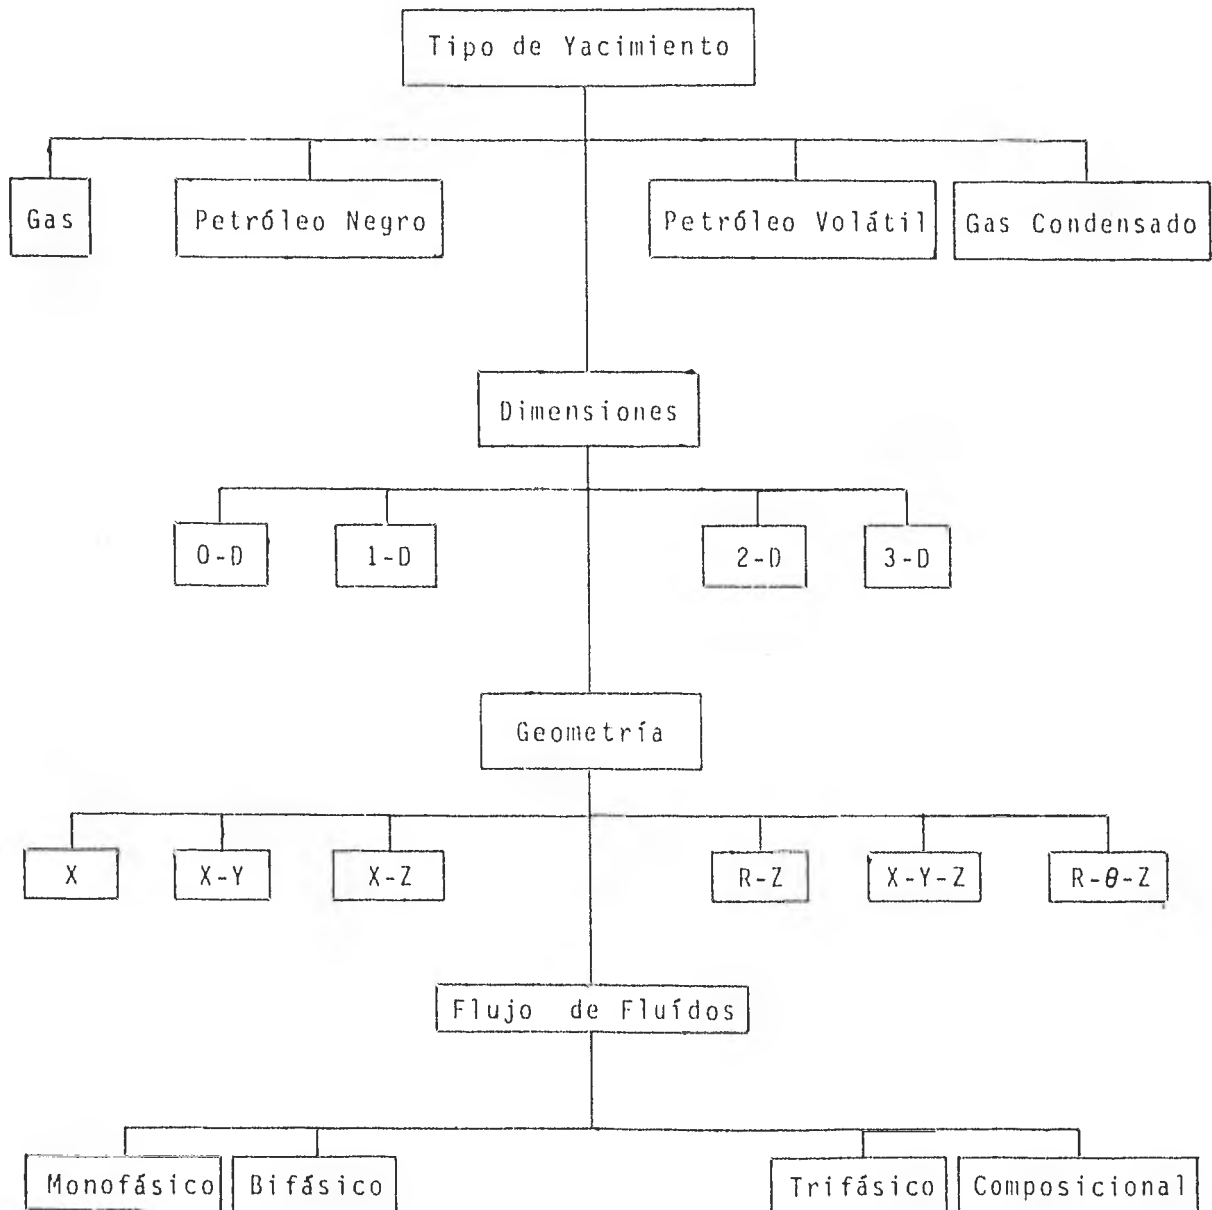 Tipo de Yacimiento
Gas
Petróleo Negro
Petróleo Volátil
Gas Condensado
Dimensiones
0-D
1-D
2-D
3-D
Geometría
X
X-Y
X-Z
R-Z
X-Y-Z
R-θ-Z
Flujo de Fluídos
Monofásico
Bifásico
Trifásico
Composicional